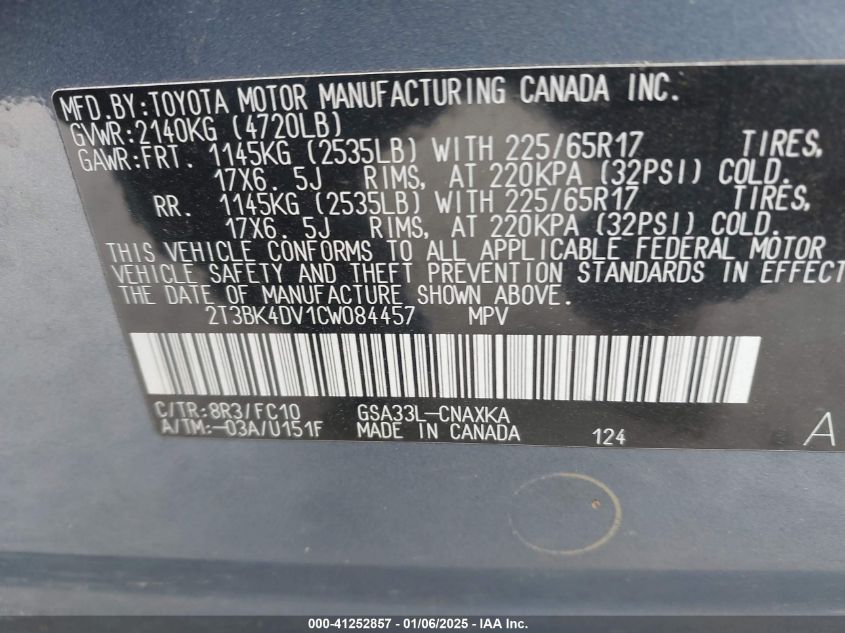 MFD.BY:TOYOTA MOTOR MANUFACTURING CANADA INC.
GVWR:2140KG (4720LB)
GAWR:FRT. 1145KG (2535LB) WITH 225/65R17 TIRES,
17X6. 5J RIMS, AT 220KPA (32PSI) COLD.
RR. 1145KG (2535LB) WITH 225/65R17 TIRES,
17X6. 5J RIMS, AT 220KPA (32PSI) COLD.
THIS VEHICLE CONFORMS TO ALL APPLICABLE FEDERAL MOTOR
VEHICLE SAFETY AND THEFT PREVENTION STANDARDS IN EFFECT
THE DATE OF MANUFACTURE SHOWN ABOVE.
2T3BK4DV1CW084457 MPV
C/TR:8R3/FC10 GSA33L-CNAXKA
A/TM:-03A/U151F MADE IN CANADA 124 A
000-41252857 - 01/06/2025 - IAA Inc.